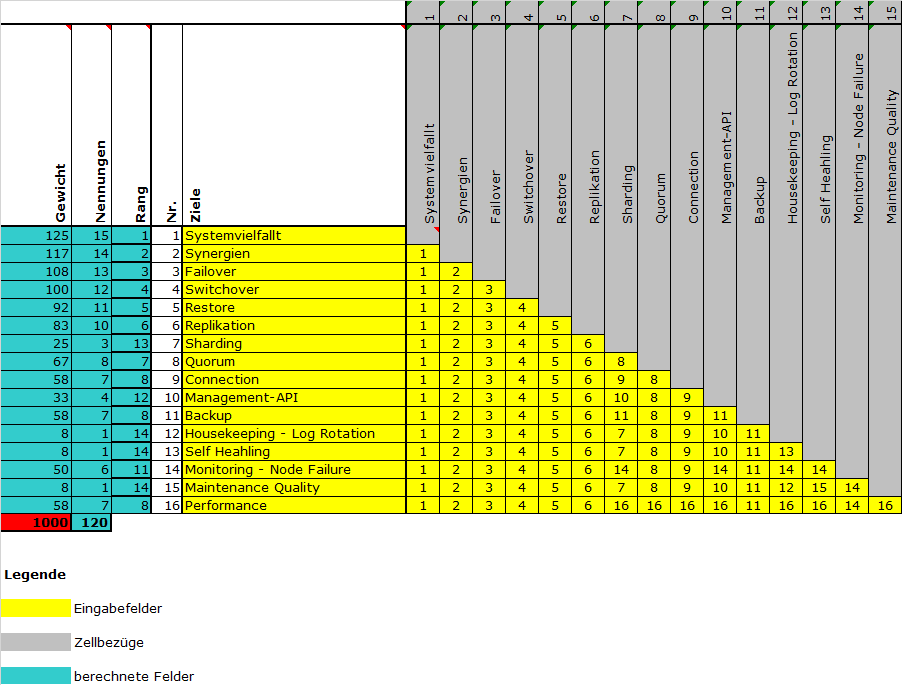 1 2 3 4 5 6 7 8 9 10 11 12 13 14 15
Gewicht Nennungen Rang Nr. Ziele Systemvielfallt Synergien Failover Switchover Restore Replikation Sharding Quorum Connection Management-API Backup Housekeeping - Log Rotation Self Heahling Monitoring - Node Failure Maintenance Quality
125 15 1 1 Systemvielfallt
117 14 2 2 Synergien 1
108 13 3 3 Failover 1 2
100 12 4 4 Switchover 1 2 3
92 11 5 5 Restore 1 2 3 4
83 10 6 6 Replikation 1 2 3 4 5
25 3 13 7 Sharding 1 2 3 4 5 6
67 8 7 8 Quorum 1 2 3 4 5 6 8
58 7 8 9 Connection 1 2 3 4 5 6 9 8
33 4 12 10 Management-API 1 2 3 4 5 6 10 8 9
58 7 8 11 Backup 1 2 3 4 5 6 11 8 9 11
8 1 14 12 Housekeeping - Log Rotation 1 2 3 4 5 6 7 8 9 10 11
8 1 14 13 Self Heahling 1 2 3 4 5 6 7 8 9 10 11 13
50 6 11 14 Monitoring - Node Failure 1 2 3 4 5 6 14 8 9 14 11 14 14
8 1 14 15 Maintenance Quality 1 2 3 4 5 6 7 8 9 10 11 12 15 14
58 7 8 16 Performance 1 2 3 4 5 6 16 16 16 16 11 16 16 14 16
1000 120
Legende
Eingabefelder
Zellbezüge
berechnete Felder